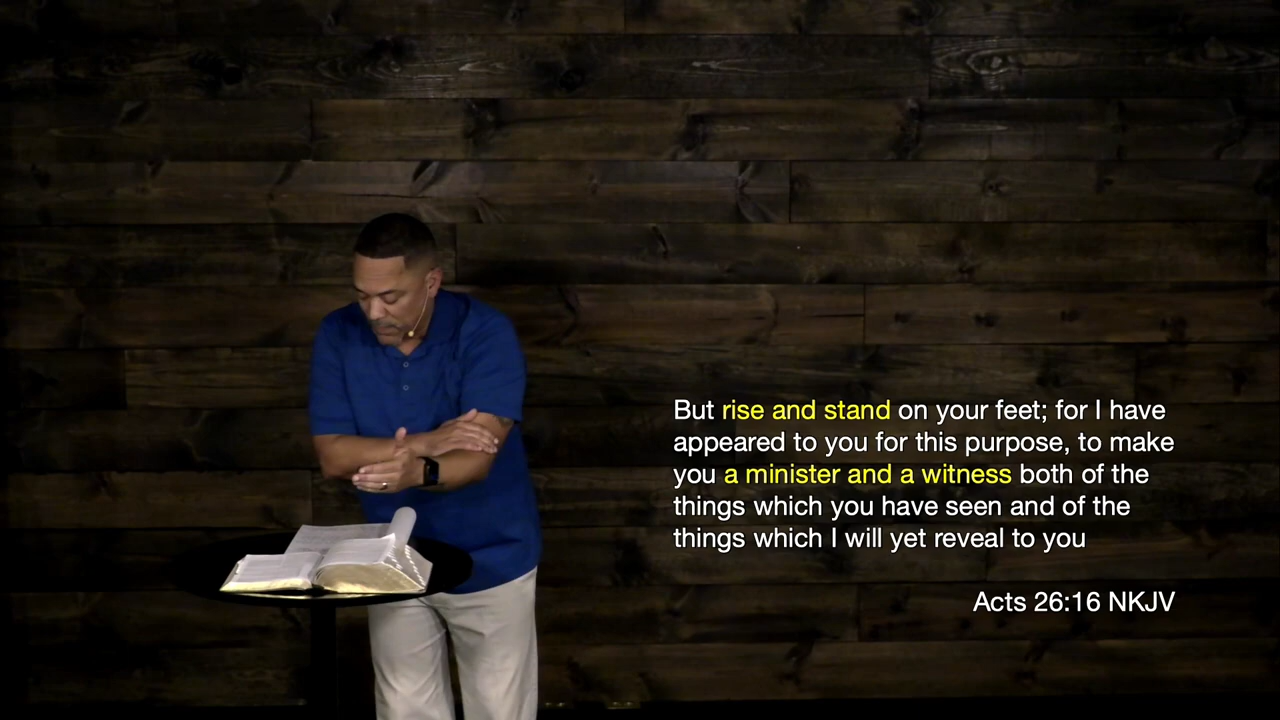 But rise and stand on your feet; for I have
appeared to you for this purpose, to make
you a minister and a witness both of the
things which you have seen and of the
things which I will yet reveal to you
Acts 26:16 NKJV